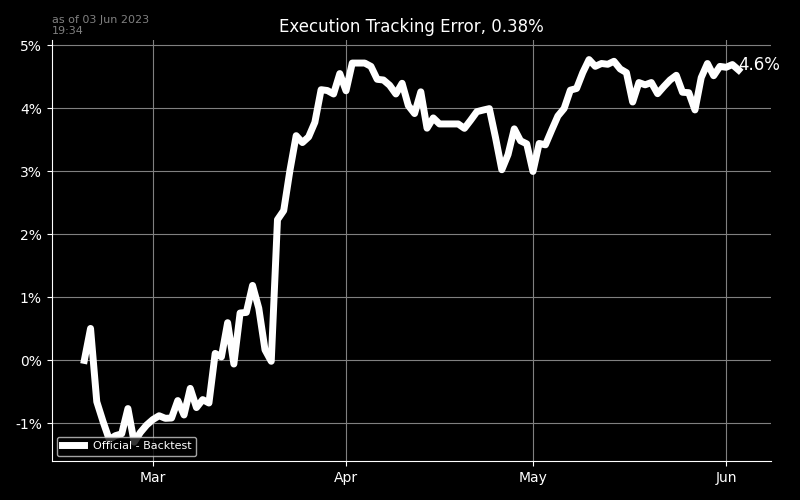 as of 03 Jun 2023
19:34
Execution Tracking Error, 0.38%
5%
4%
3%
2%
1%
0%
-1%
4.6%
Official - Backtest
Mar
Apr
May
Jun